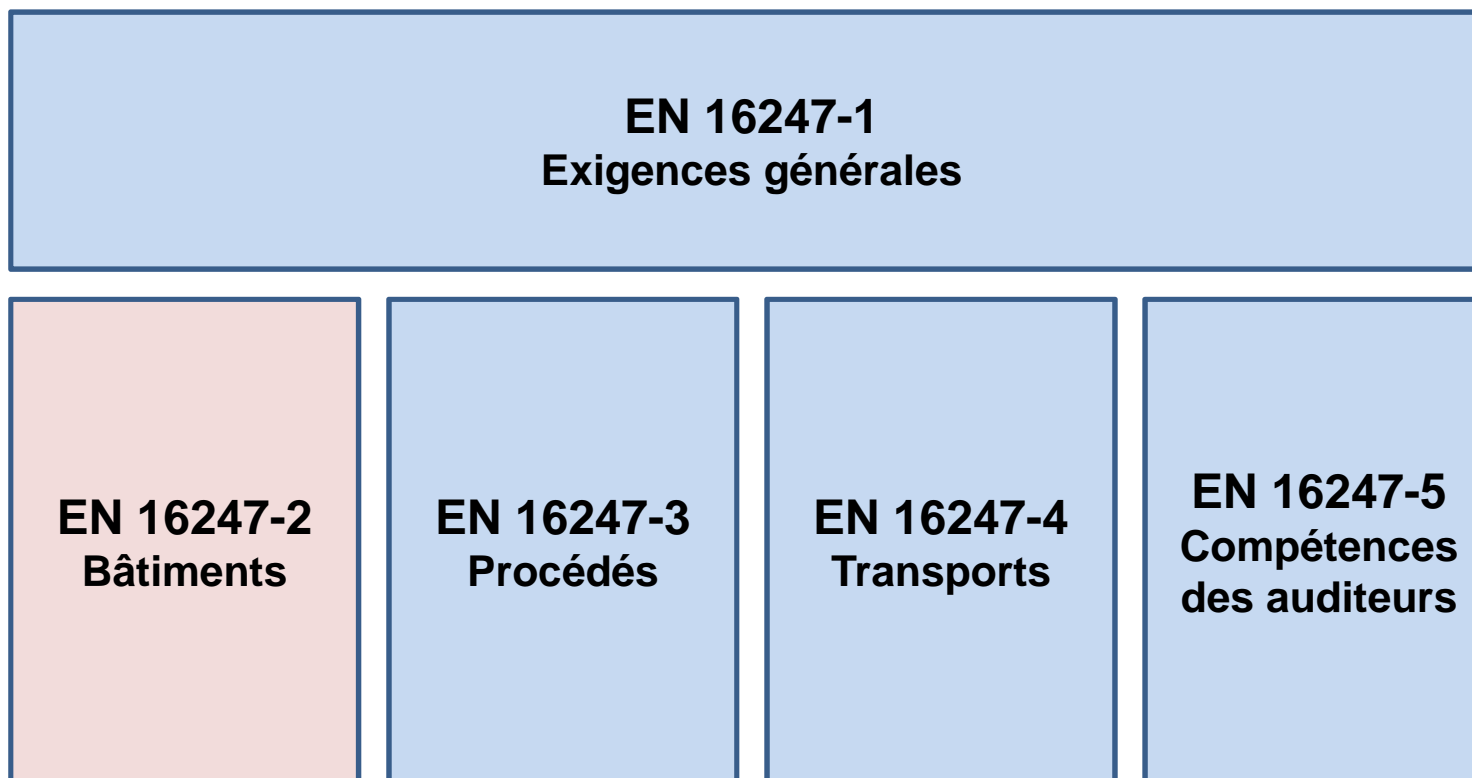 EN 16247-1
Exigences générales
EN 16247-2
Bâtiments
EN 16247-3
Procédés
EN 16247-4
Transports
EN 16247-5
Compétences
des auditeurs